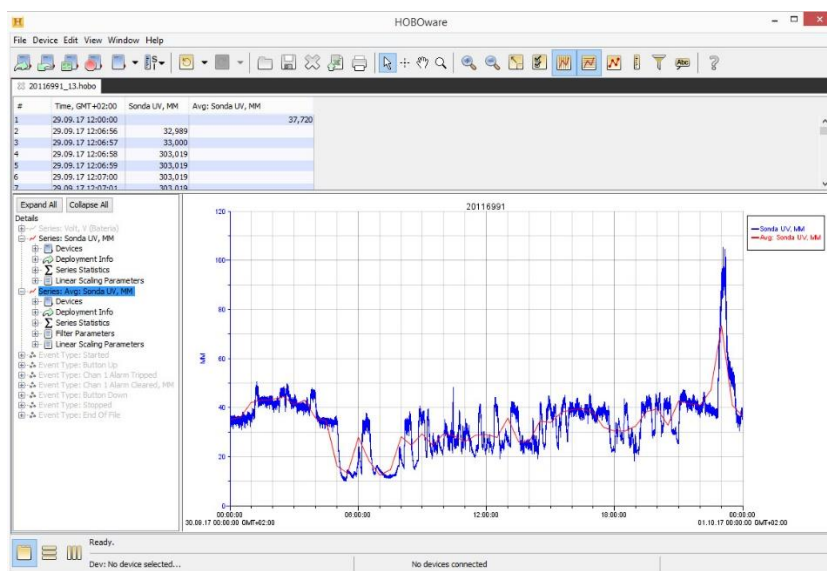 HOBOware
File Device Edit View Window Help
20116991_13.hobo
# Time, GMT+02:00 Sonda UV, MM Avg: Sonda UV, MM
1 29.09.17 12:00:00 37,720
2 29.09.17 12:06:56 32,989
3 29.09.17 12:06:57 33,000
4 29.09.17 12:06:58 303,019
5 29.09.17 12:06:59 303,019
6 29.09.17 12:07:00 303,019
7 29.09.17 12:07:01 303,019
Expand All Collapse All
Details
Series: Volt, V (Bateria)
Series: Sonda UV, MM
Devices
Deployment Info
Series Statistics
Linear Scaling Parameters
Series: Avg: Sonda UV, MM
Devices
Deployment Info
Series Statistics
Filter Parameters
Linear Scaling Parameters
Event Type: Started
Event Type: Button Up
Event Type: Chan 1 Alarm Tripped
Event Type: Chan 1 Alarm Cleared, MM
Event Type: Button Down
Event Type: Stopped
Event Type: End Of File
20116991
120
100
80
60
40
20
0
MM
Sonda UV, MM
Avg: Sonda UV, MM
00:00:00 06:00:00 12:00:00 18:00:00 00:00:00
30.09.17 00:00:00 GMT+02:00 01.10.17 00:00:00 GMT+02:00
Ready.
Dev: No device selected... No devices connected